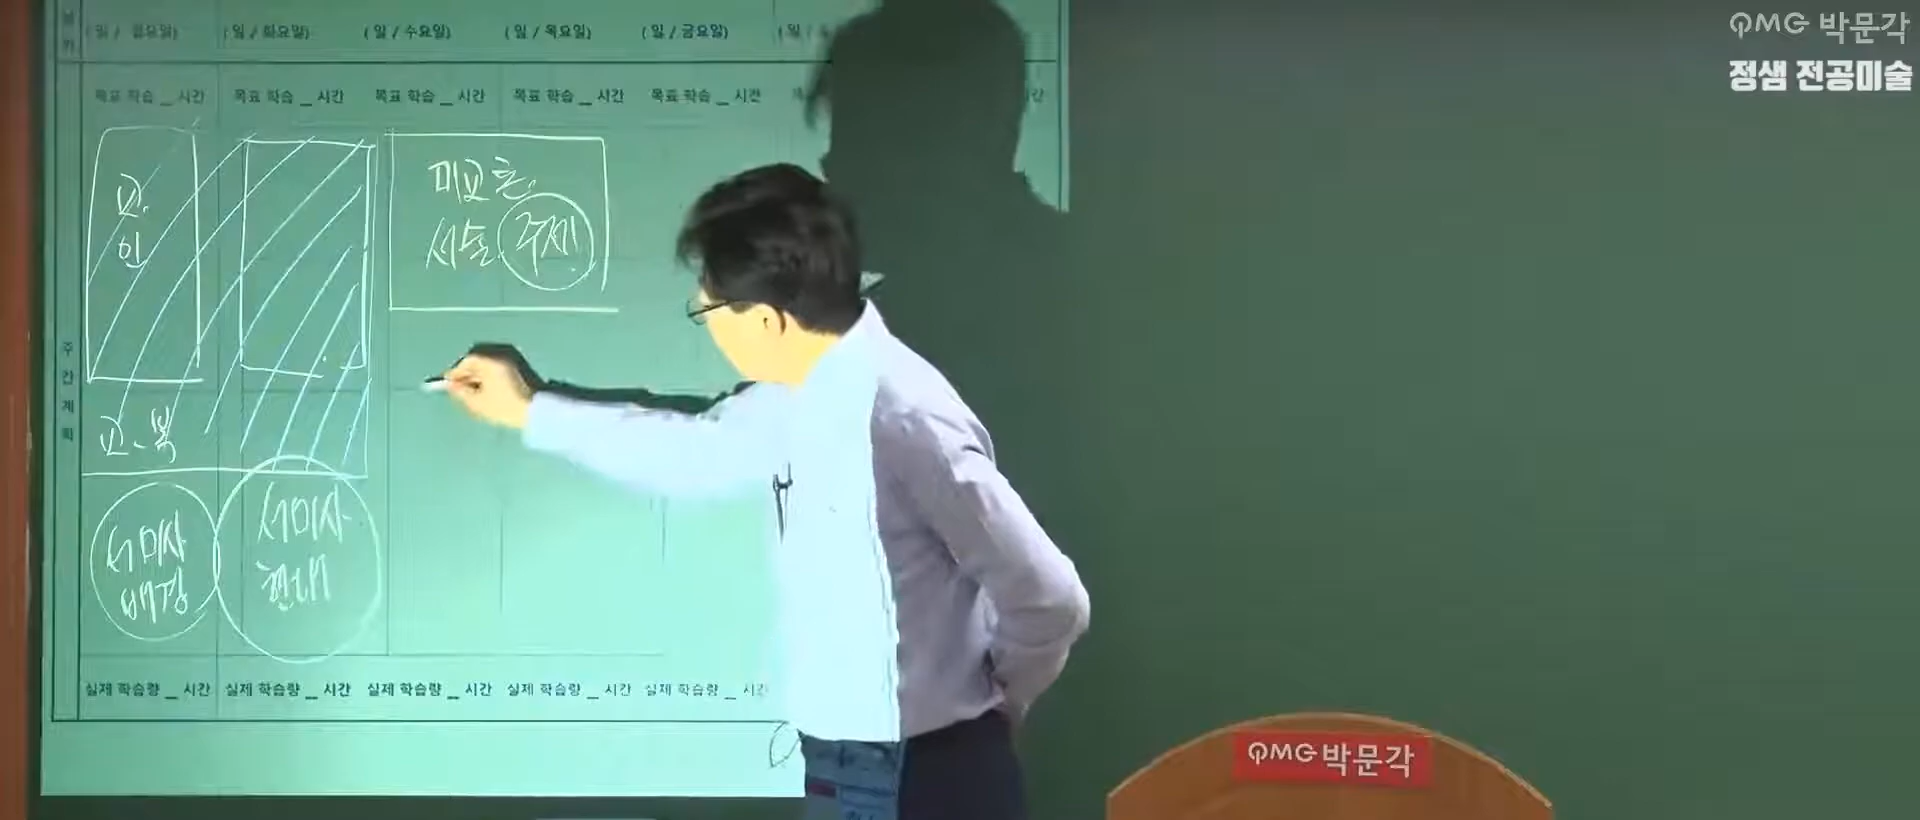 PMG 박문각
정샘 전공미술
( 일 / 월요일)
( 일 / 화요일)
( 일 / 수요일)
( 일 / 목요일)
( 일 / 금요일)
( 일 /
목표 학습 _ 시간
목표 학습 _ 시간
목표 학습 _ 시간
목표 학습 _ 시간
목표 학습 _ 시간
시간
교.
인
미교론.
서술 주제!
주간계획
교-복
서미사
배경
서미사
현대
실제 학습량 _ 시간
실제 학습량 _ 시간
실제 학습량 _ 시간
실제 학습량 _ 시간
실제 학습량 _ 시간
PMG 박문각